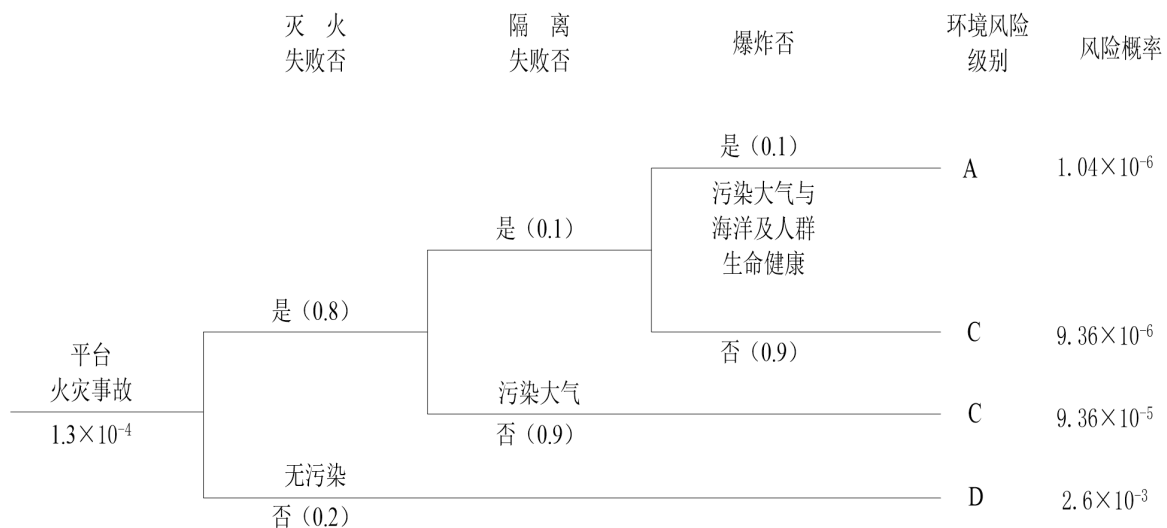 灭 火
失败否
隔 离
失败否
爆炸否
环境风险
级别
风险概率
是（0.1）
A
1.04×10⁻⁶
污染大气与
海洋及人群
生命健康
是（0.1）
是（0.8）
否（0.9）
C
9.36×10⁻⁶
平台
火灾事故
1.3×10⁻⁴
污染大气
否（0.9）
C
9.36×10⁻⁵
无污染
否（0.2）
D
2.6×10⁻³